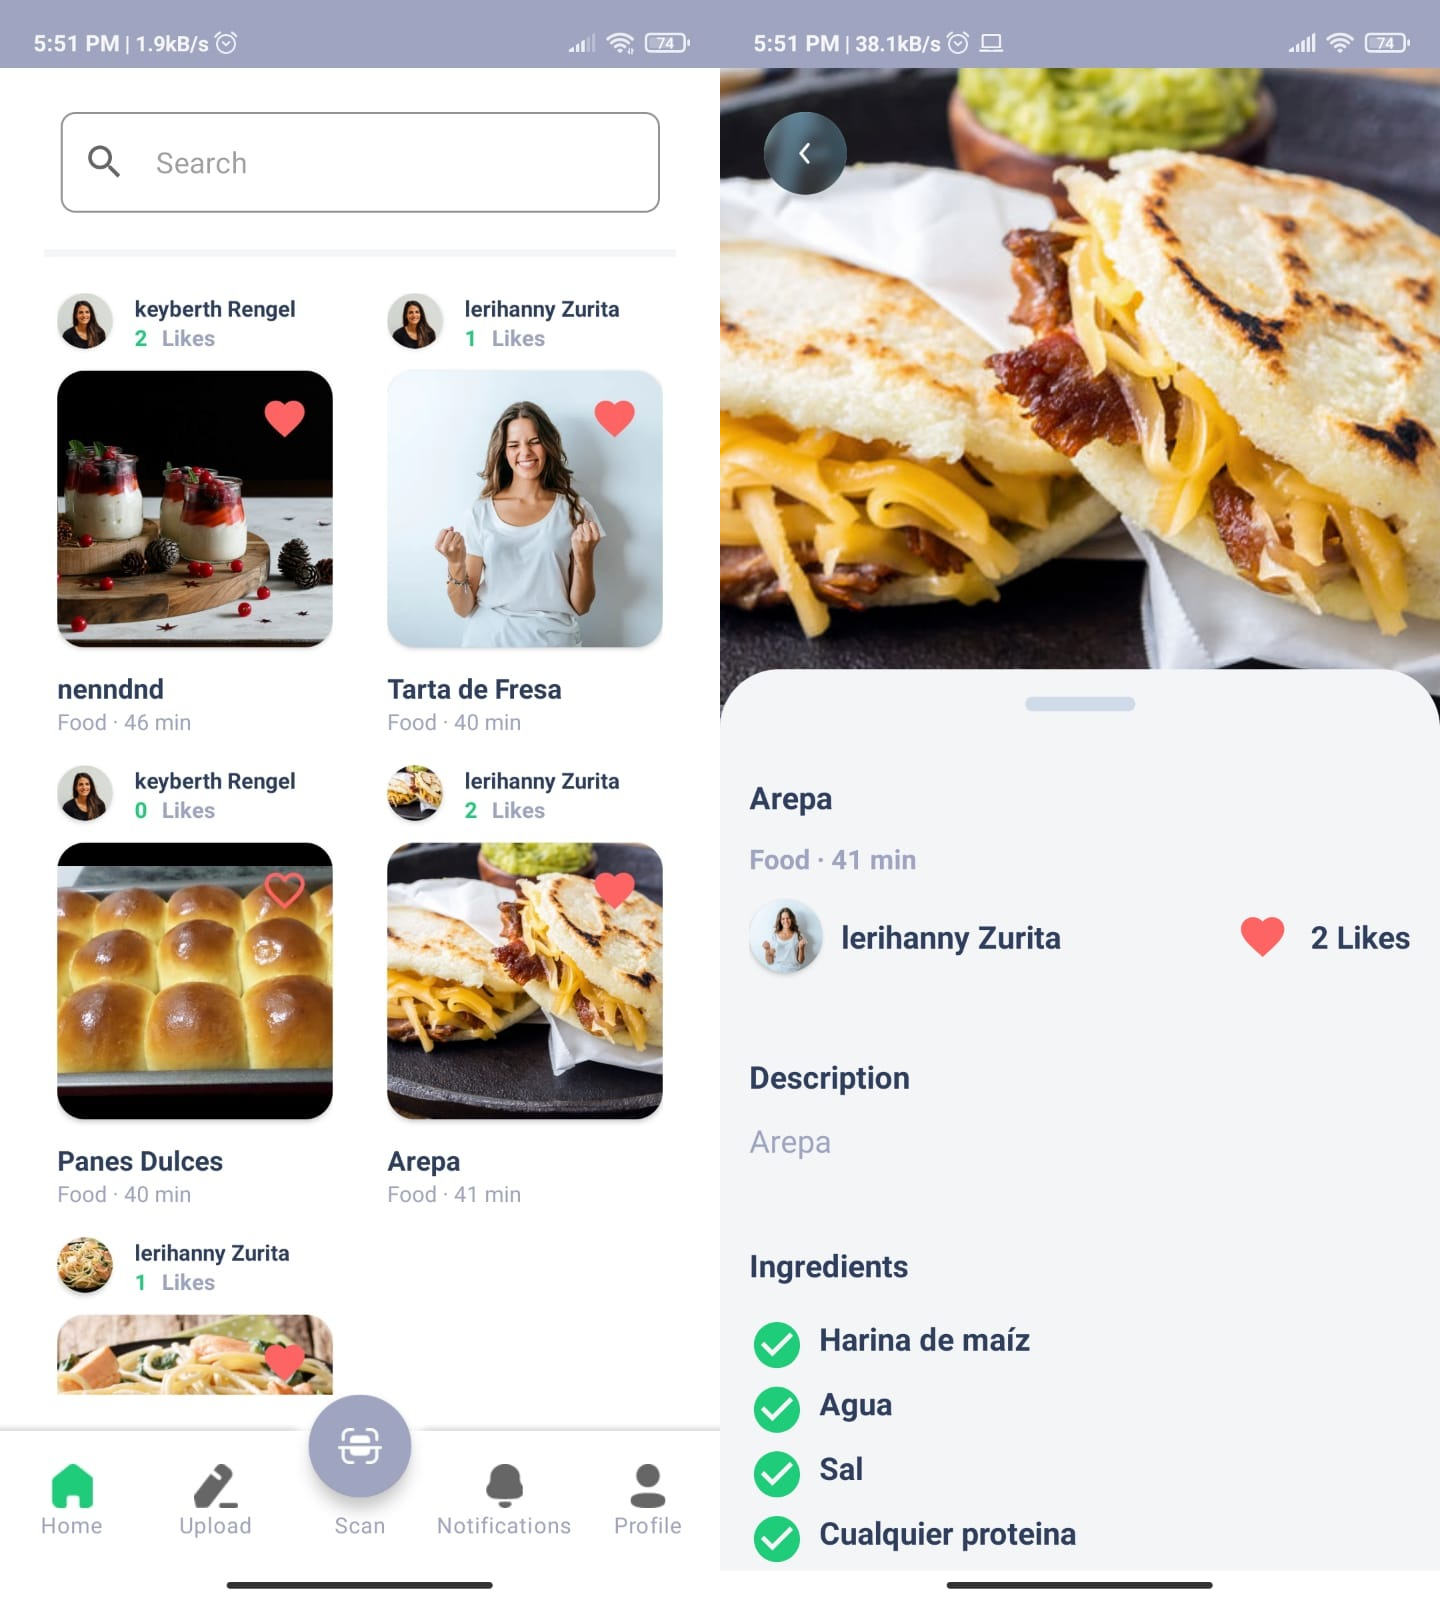 5:51 PM | 1.9kB/s
74
Search
keyberth Rengel
2 Likes
lerihanny Zurita
1 Likes
nenndnd
Food · 46 min
Tarta de Fresa
Food · 40 min
keyberth Rengel
0 Likes
lerihanny Zurita
2 Likes
Panes Dulces
Food · 40 min
Arepa
Food · 41 min
lerihanny Zurita
1 Likes
Home
Upload
Scan
Notifications
Profile
5:51 PM | 38.1kB/s
74
Arepa
Food · 41 min
lerihanny Zurita
2 Likes
Description
Arepa
Ingredients
Harina de maíz
Agua
Sal
Cualquier proteina